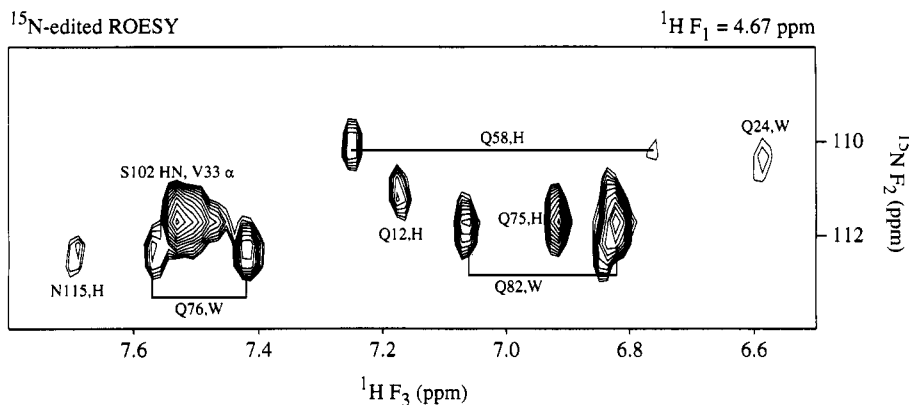 ¹⁵N-edited ROESY
¹H F₁ = 4.67 ppm
Q58,H
Q24,W
110
S102 HN, V33 α
Q12,H
Q75,H
112
N115,H
Q76,W
Q82,W
¹⁵N F₂ (ppm)
7.6
7.4
7.2
7.0
6.8
6.6
¹H F₃ (ppm)